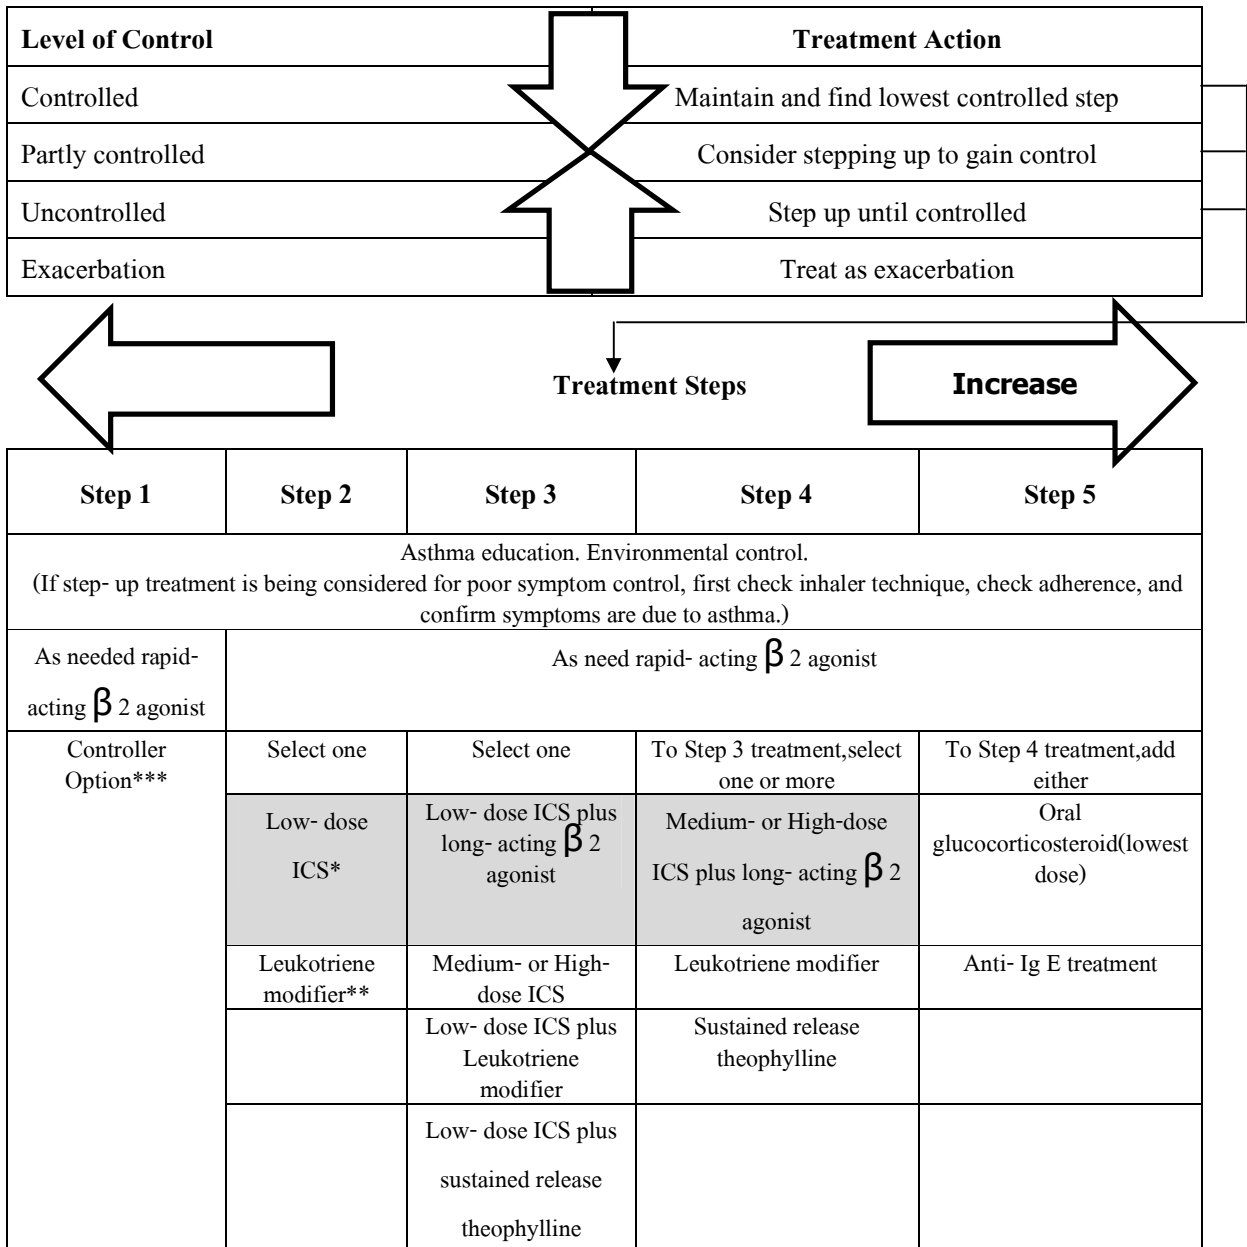 Level of Control
Treatment Action
Controlled
Maintain and find lowest controlled step
Partly controlled
Consider stepping up to gain control
Uncontrolled
Step up until controlled
Exacerbation
Treat as exacerbation
Treatment Steps
Increase
Step 1
Step 2
Step 3
Step 4
Step 5
Asthma education. Environmental control.
(If step- up treatment is being considered for poor symptom control, first check inhaler technique, check adherence, and
confirm symptoms are due to asthma.)
As needed rapid-
acting β 2 agonist
As need rapid- acting β 2 agonist
Controller
Option***
Select one
Select one
To Step 3 treatment,select
one or more
To Step 4 treatment,add
either
Low- dose
ICS*
Low- dose ICS plus
long- acting β 2
agonist
Medium- or High-dose
ICS plus long- acting β 2
agonist
Oral
glucocorticosteroid(lowest
dose)
Leukotriene
modifier**
Medium- or High-
dose ICS
Leukotriene modifier
Anti- Ig E treatment
Low- dose ICS plus
Leukotriene
modifier
Sustained release
theophylline
Low- dose ICS plus
sustained release
theophylline